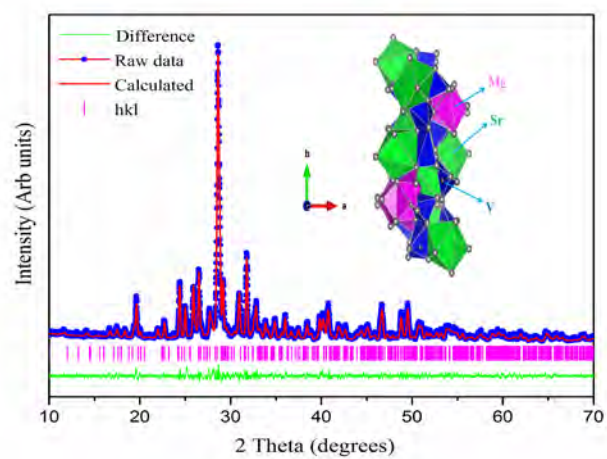 Difference
Raw data
Calculated
hkl
Mg
Sr
V
b
a
Intensity (Arb units)
10 20 30 40 50 60 70
2 Theta (degrees)